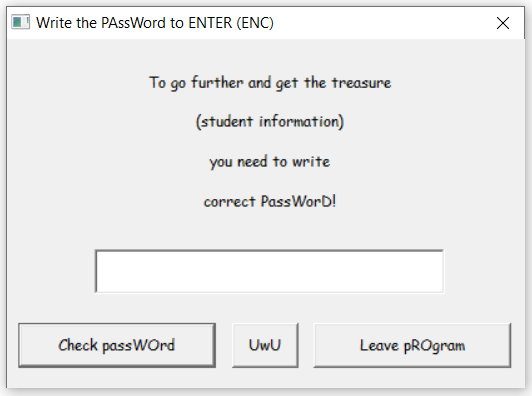 Write the PAssWord to ENTER (ENC)
To go further and get the treasure
(student information)
you need to write
correct PassWorD!
Check passWOrd UwU Leave pROgram